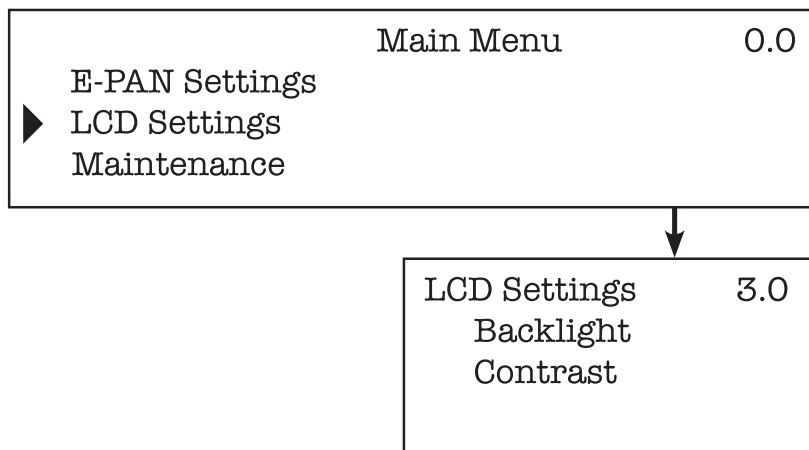 Main Menu 0.0
E-PAN Settings
LCD Settings
Maintenance
LCD Settings 3.0
Backlight
Contrast